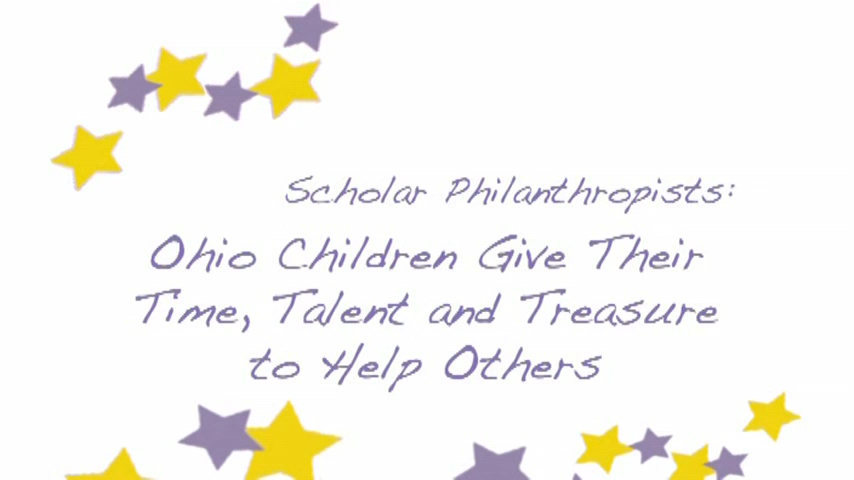 Scholar Philanthropists:
Ohio Children Give Their
Time, Talent and Treasure
to Help Others